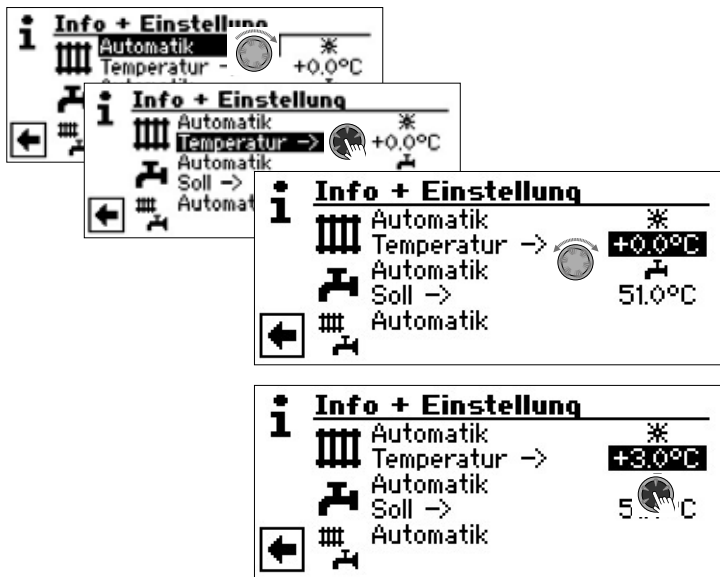 Info + Einstellung
Automatik
Temperatur - +0.0°C
Info + Einstellung
Automatik
Temperatur -> +0.0°C
Automatik
Soll ->
Automat
Info + Einstellung
Automatik
Temperatur -> +0.0°C
Automatik
Soll -> 51.0°C
Automatik
Info + Einstellung
Automatik
Temperatur -> +3.0°C
Automatik
Soll -> 5 C
Automatik